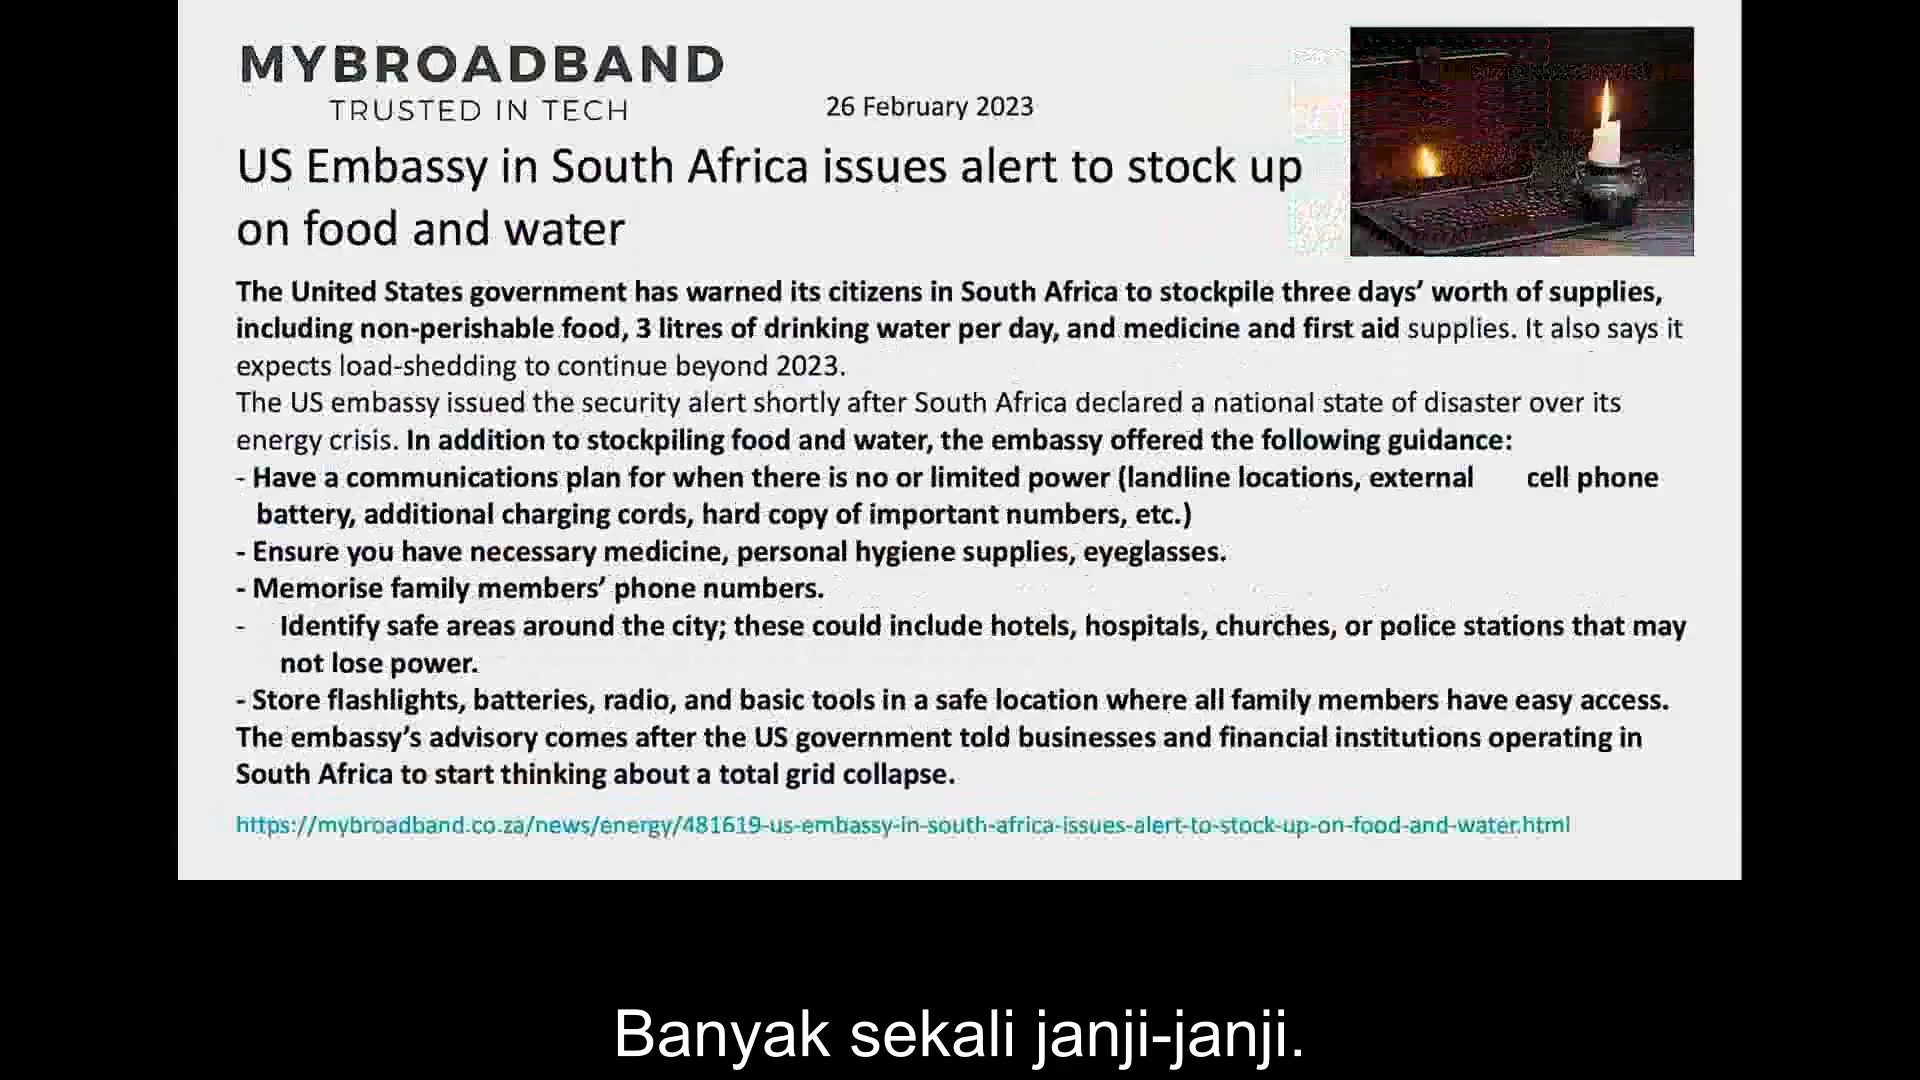 MYBROADBAND
TRUSTED IN TECH
26 February 2023
US Embassy in South Africa issues alert to stock up
on food and water
The United States government has warned its citizens in South Africa to stockpile three days’ worth of supplies,
including non-perishable food, 3 litres of drinking water per day, and medicine and first aid supplies. It also says it
expects load-shedding to continue beyond 2023.
The US embassy issued the security alert shortly after South Africa declared a national state of disaster over its
energy crisis. In addition to stockpiling food and water, the embassy offered the following guidance:
- Have a communications plan for when there is no or limited power (landline locations, external cell phone
battery, additional charging cords, hard copy of important numbers, etc.)
- Ensure you have necessary medicine, personal hygiene supplies, eyeglasses.
- Memorise family members’ phone numbers.
- Identify safe areas around the city; these could include hotels, hospitals, churches, or police stations that may
not lose power.
- Store flashlights, batteries, radio, and basic tools in a safe location where all family members have easy access.
The embassy’s advisory comes after the US government told businesses and financial institutions operating in
South Africa to start thinking about a total grid collapse.
https://mybroadband.co.za/news/energy/481619-us-embassy-in-south-africa-issues-alert-to-stock-up-on-food-and-water.html
Banyak sekali janji-janji.